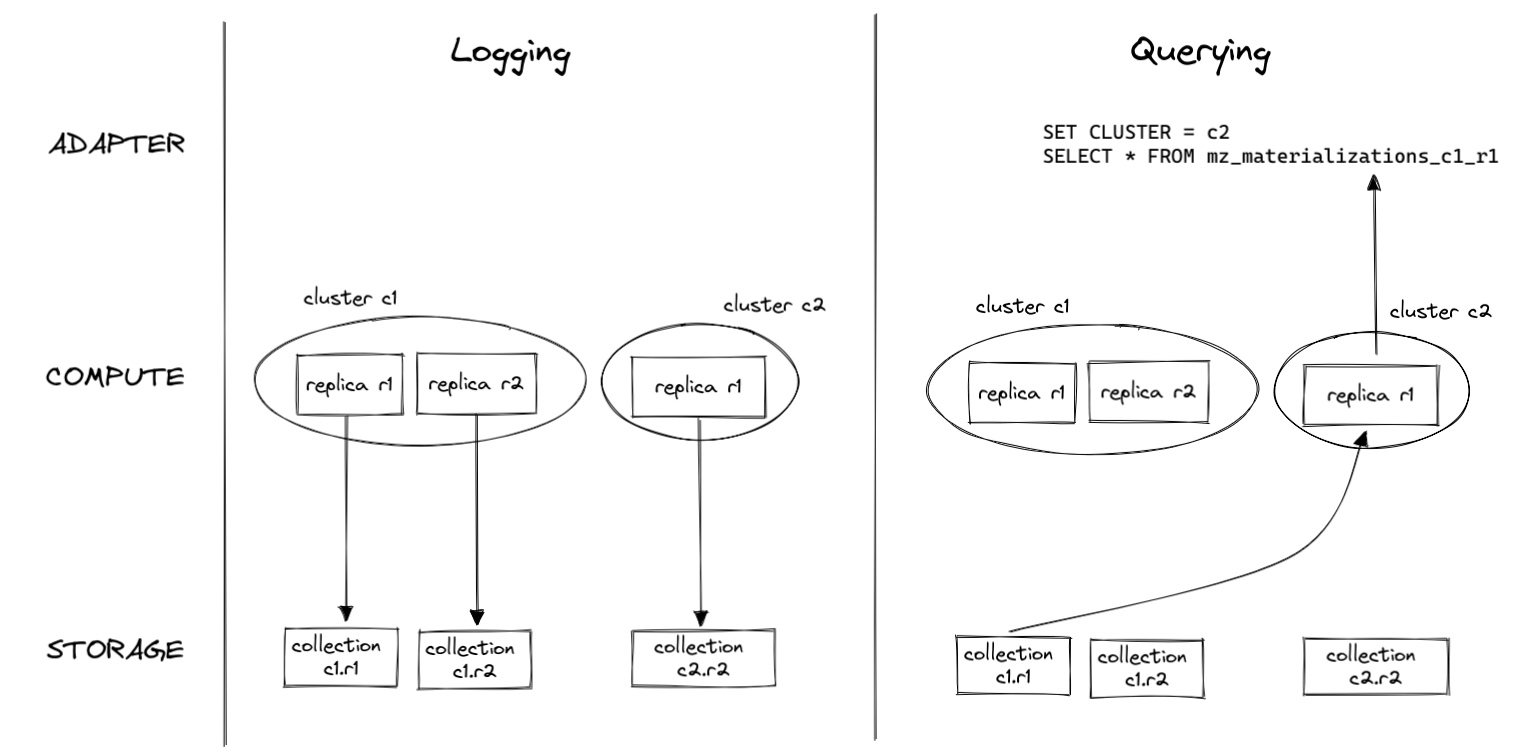 Logging
Querying
ADAPTER
SET CLUSTER = c2
SELECT * FROM mz_materializations_c1_r1
cluster c1
cluster c2
cluster c1
cluster c2
COMPUTE
replica r1
replica r2
replica r1
replica r1
replica r2
replica r1
STORAGE
collection
c1.r1
collection
c1.r2
collection
c2.r2
collection
c1.r1
collection
c1.r2
collection
c2.r2